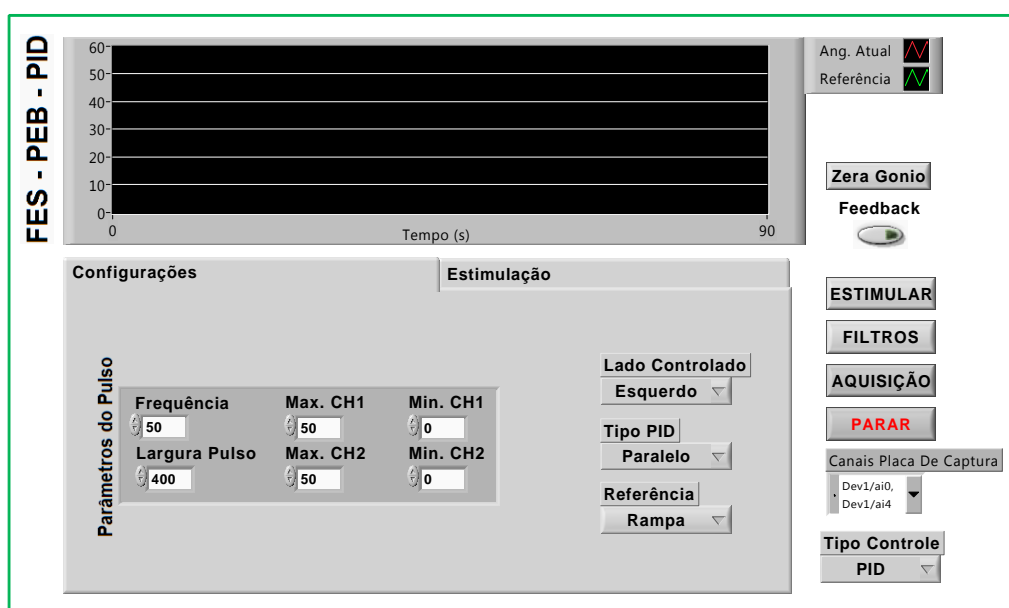 FES - PEB - PID
60
50
40
30
20
10
0
0
Tempo (s)
90
Ang. Atual
Referência
Zera Gonio
Feedback
Configurações
Estimulação
Parâmetros do Pulso
Frequência
Max. CH1
Min. CH1
50
50
0
Largura Pulso
Max. CH2
Min. CH2
400
50
0
Lado Controlado
Esquerdo
Tipo PID
Paralelo
Referência
Rampa
ESTIMULAR
FILTROS
AQUISIÇÃO
PARAR
Canais Placa De Captura
Dev1/ai0,
Dev1/ai4
Tipo Controle
PID